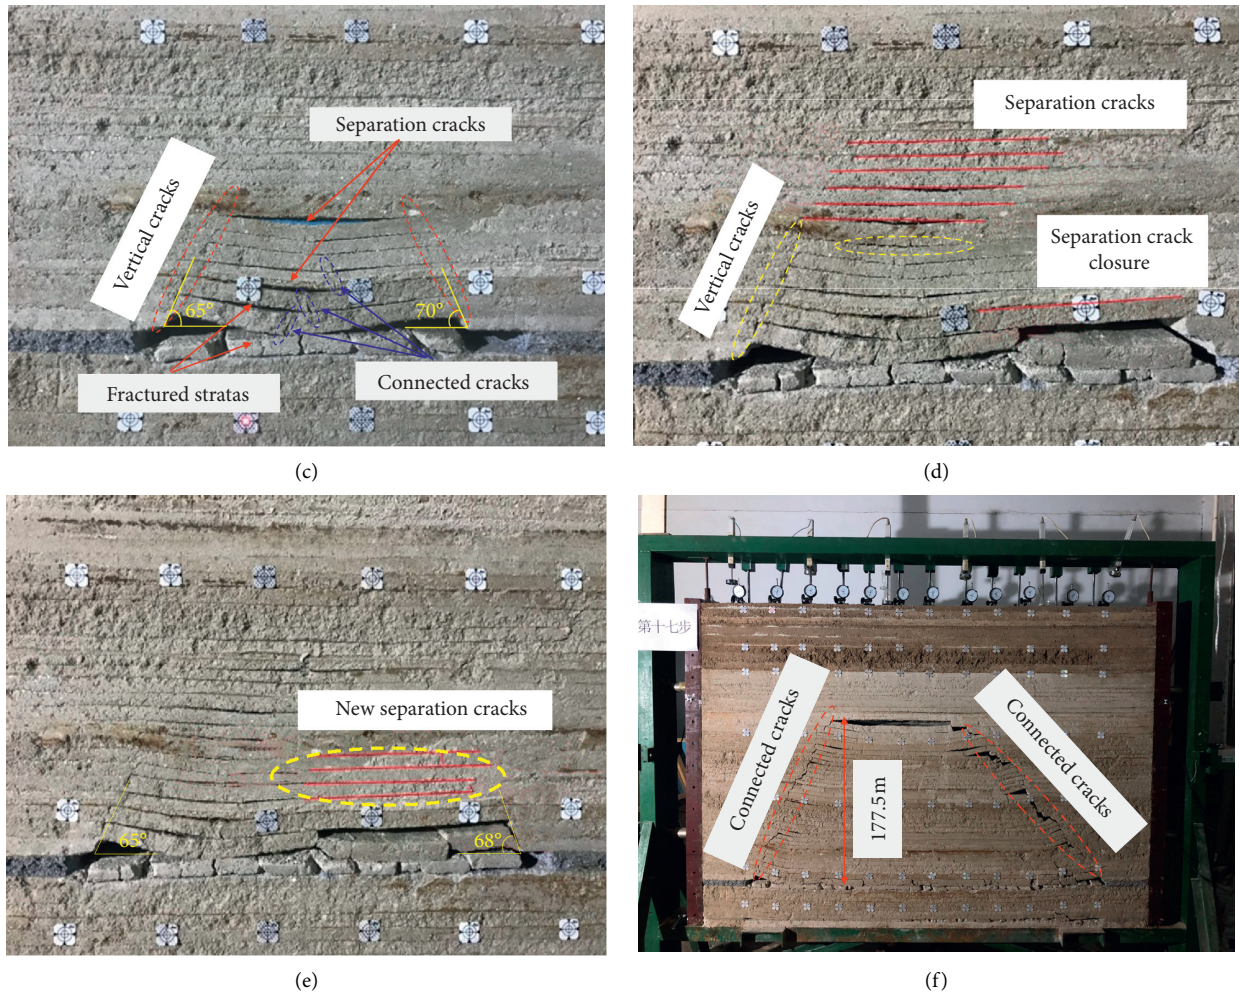 Separation cracks
Vertical cracks
65°
70°
Fractured stratas
Connected cracks
(c)
Separation cracks
Vertical cracks
Separation crack
closure
(d)
New separation cracks
65°
68°
(e)
第十七步
Connected cracks
Connected cracks
177.5 m
(f)